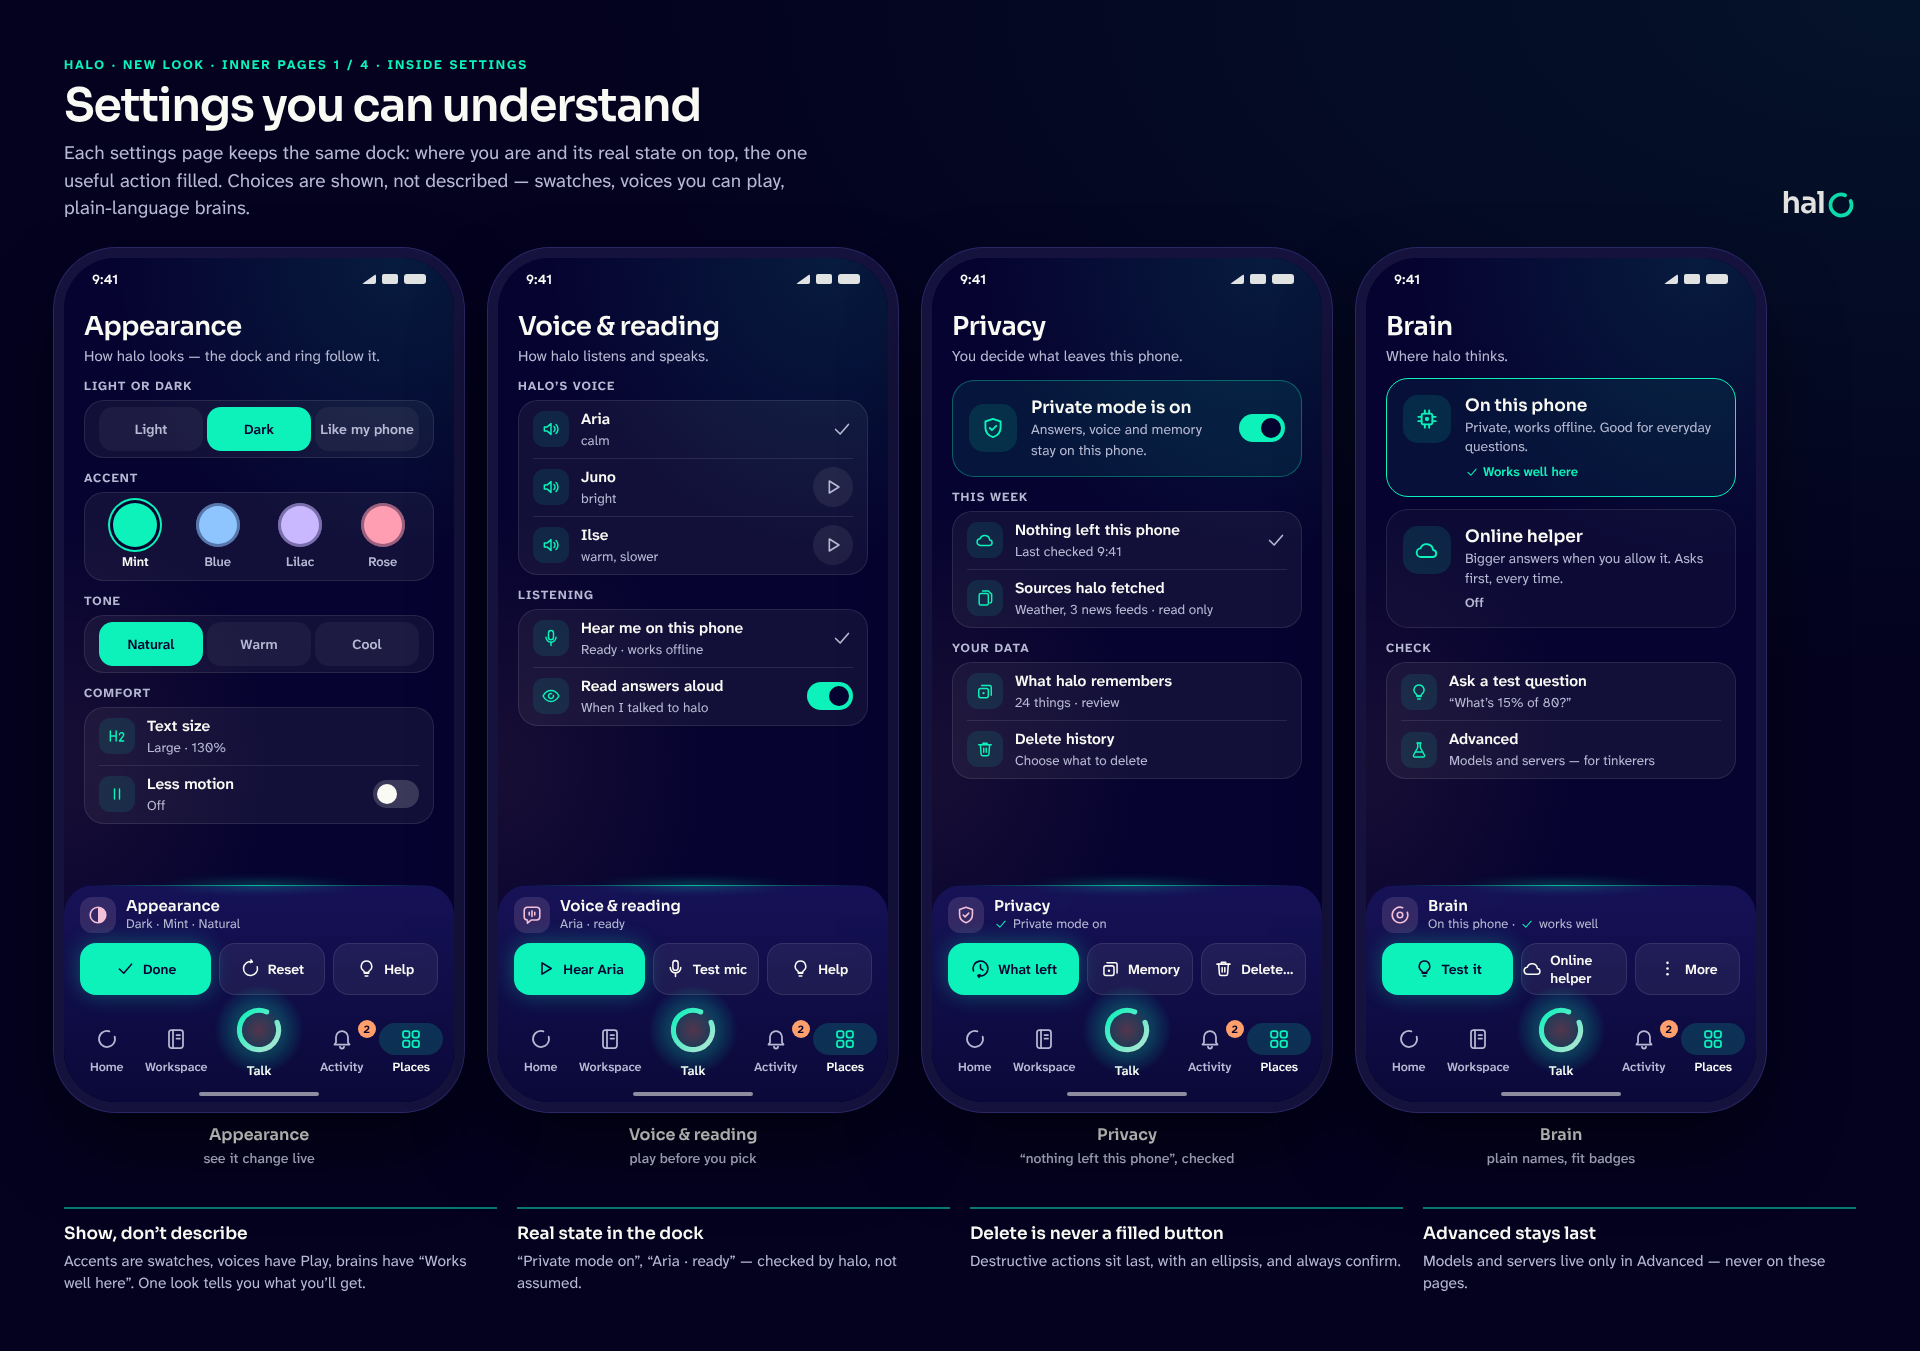 HALO · NEW LOOK · INNER PAGES 1 / 4 · INSIDE SETTINGS
Settings you can understand
Each settings page keeps the same dock: where you are and its real state on top, the one
useful action filled. Choices are shown, not described — swatches, voices you can play,
plain-language brains.
halo
9:41
Appearance
How halo looks — the dock and ring follow it.
LIGHT OR DARK
Light
Dark
Like my phone
ACCENT
Mint
Blue
Lilac
Rose
TONE
Natural
Warm
Cool
COMFORT
H2
Text size
Large · 130%
Less motion
Off
Appearance
Dark · Mint · Natural
Done
Reset
Help
Home
Workspace
Talk
2
Activity
Places
Appearance
see it change live
9:41
Voice & reading
How halo listens and speaks.
HALO’S VOICE
Aria
calm
Juno
bright
Ilse
warm, slower
LISTENING
Hear me on this phone
Ready · works offline
Read answers aloud
When I talked to halo
Voice & reading
Aria · ready
Hear Aria
Test mic
Help
Home
Workspace
Talk
2
Activity
Places
Voice & reading
play before you pick
9:41
Privacy
You decide what leaves this phone.
Private mode is on
Answers, voice and memory
stay on this phone.
THIS WEEK
Nothing left this phone
Last checked 9:41
Sources halo fetched
Weather, 3 news feeds · read only
YOUR DATA
What halo remembers
24 things · review
Delete history
Choose what to delete
Privacy
Private mode on
What left
Memory
Delete…
Home
Workspace
Talk
2
Activity
Places
Privacy
“nothing left this phone”, checked
9:41
Brain
Where halo thinks.
On this phone
Private, works offline. Good for everyday
questions.
Works well here
Online helper
Bigger answers when you allow it. Asks
first, every time.
Off
CHECK
Ask a test question
“What’s 15% of 80?”
Advanced
Models and servers — for tinkerers
Brain
On this phone · works well
Test it
Online
helper
More
Home
Workspace
Talk
2
Activity
Places
Brain
plain names, fit badges
Show, don’t describe
Accents are swatches, voices have Play, brains have “Works
well here”. One look tells you what you’ll get.
Real state in the dock
“Private mode on”, “Aria · ready” — checked by halo, not
assumed.
Delete is never a filled button
Destructive actions sit last, with an ellipsis, and always confirm.
Advanced stays last
Models and servers live only in Advanced — never on these
pages.